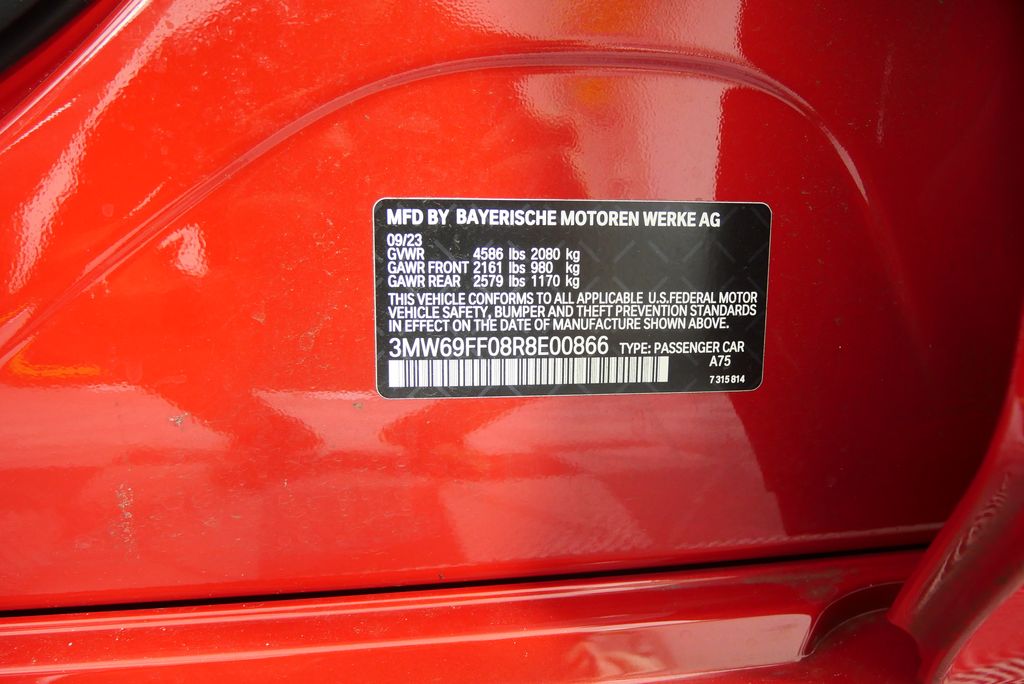 MFD BY BAYERISCHE MOTOREN WERKE AG
09/23
GVWR 4586 lbs 2080 kg
GAWR FRONT 2161 lbs 980 kg
GAWR REAR 2579 lbs 1170 kg
THIS VEHICLE CONFORMS TO ALL APPLICABLE U.S.FEDERAL MOTOR
VEHICLE SAFETY, BUMPER AND THEFT PREVENTION STANDARDS
IN EFFECT ON THE DATE OF MANUFACTURE SHOWN ABOVE.
3MW69FF08R8E00866 TYPE: PASSENGER CAR
A75
7 315 814